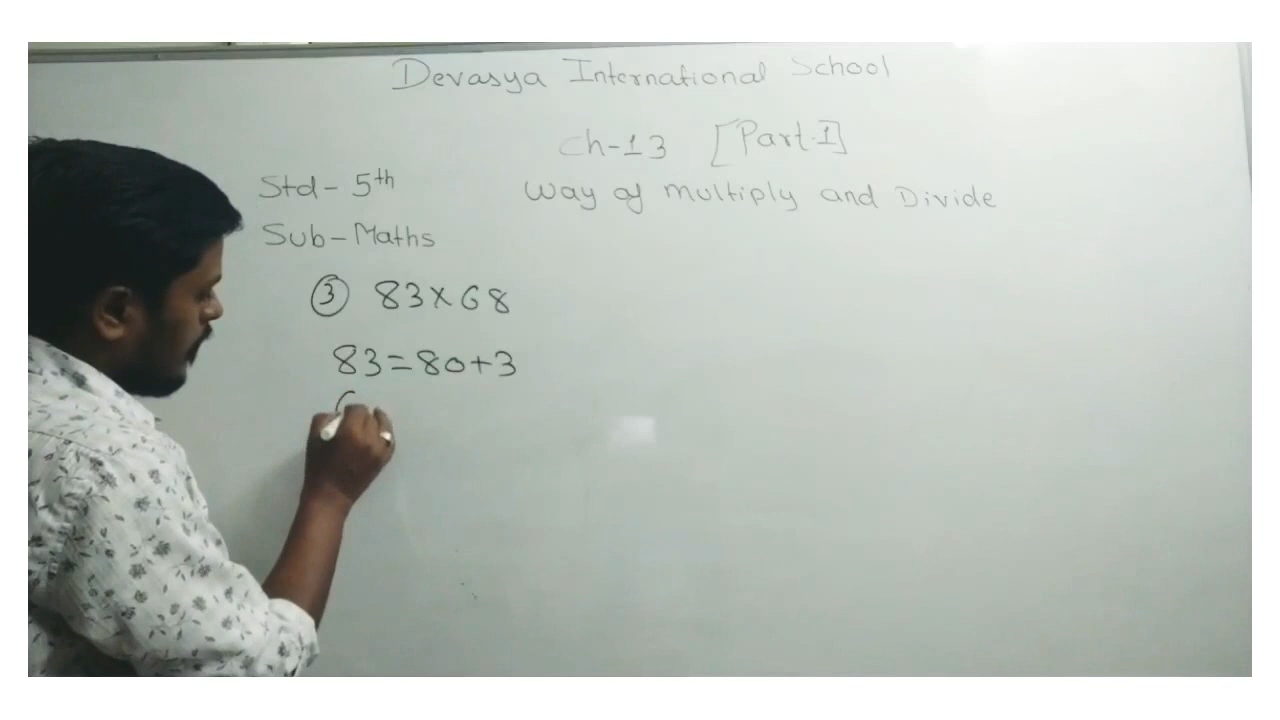 Devasya International School
Ch-13 [Part-I]
Std- 5th
Way of multiply and Divide
Sub-Maths
③ 83×68
83=80+3